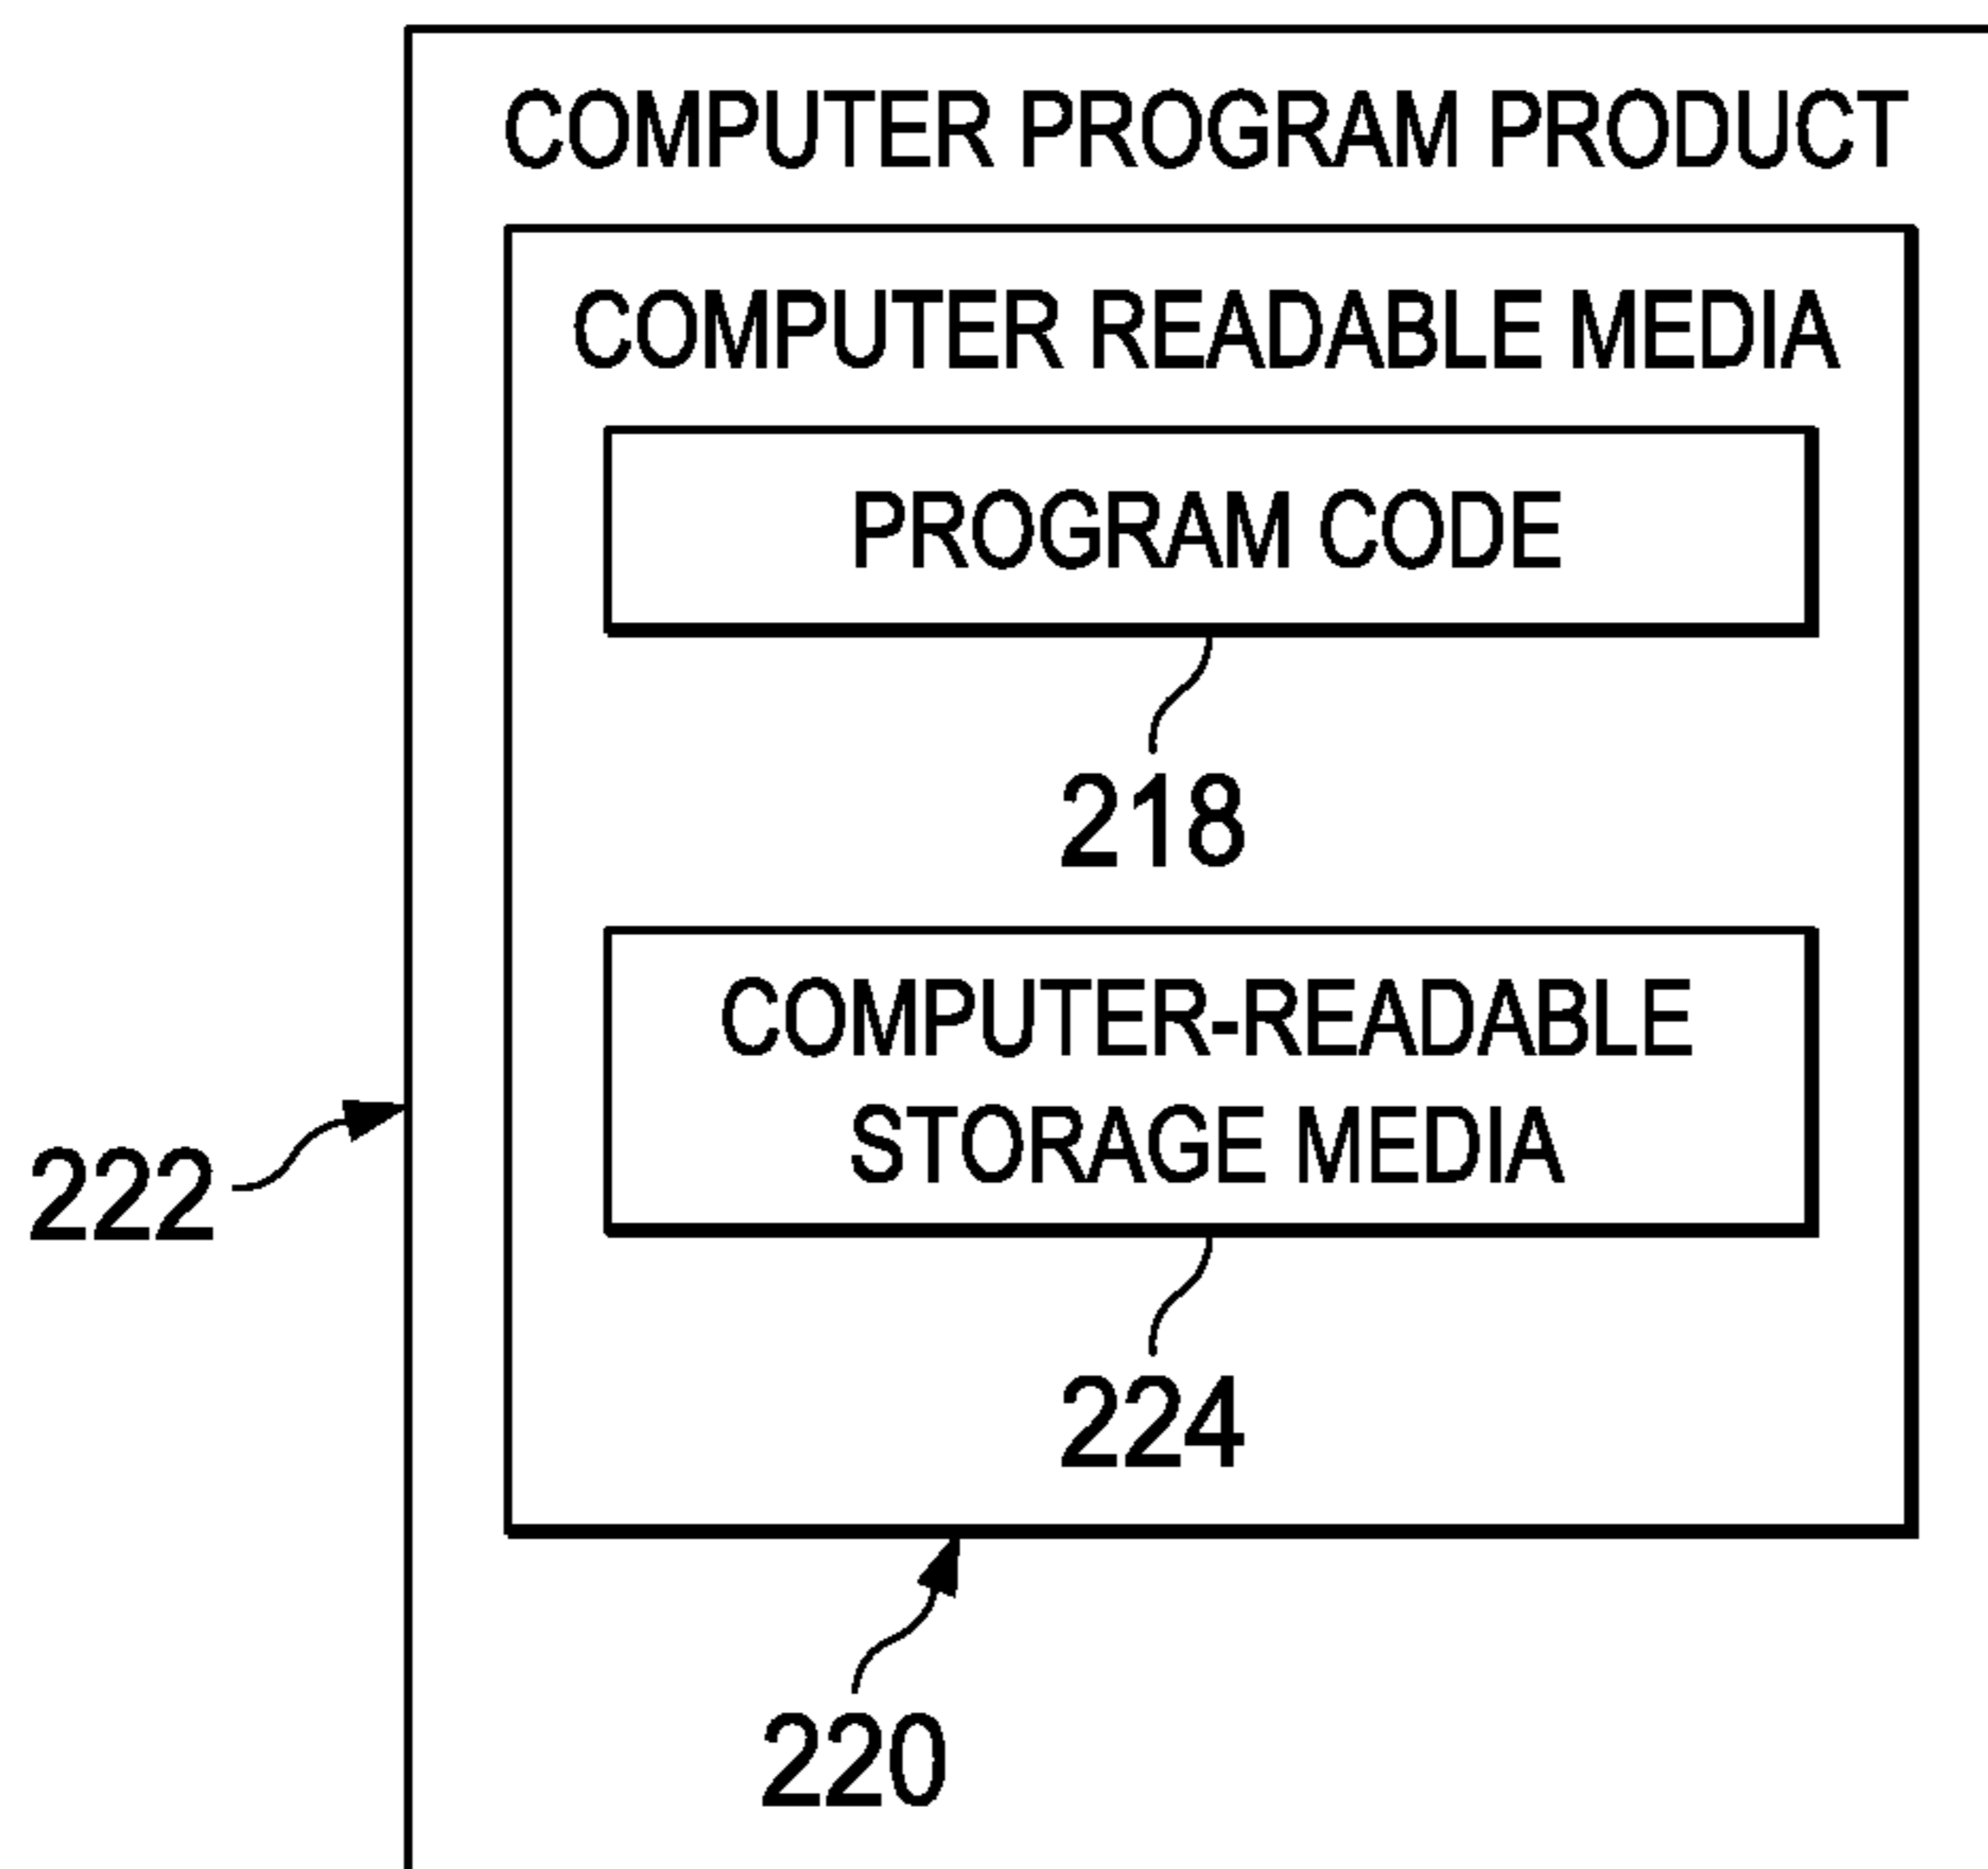 COMPUTER PROGRAM PRODUCT
COMPUTER READABLE MEDIA
PROGRAM CODE
218
COMPUTER-READABLE
STORAGE MEDIA
222
224
220